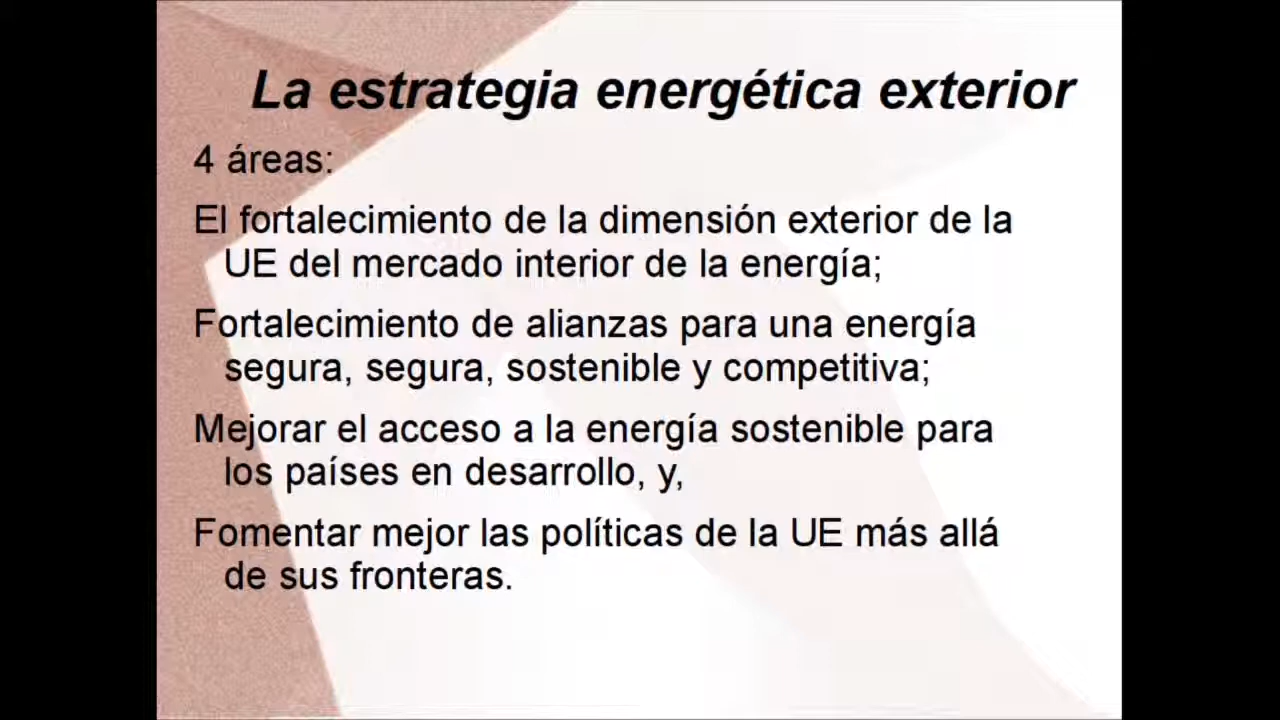 La estrategia energética exterior
4 áreas:
El fortalecimiento de la dimensión exterior de la
UE del mercado interior de la energía;
Fortalecimiento de alianzas para una energía
segura, segura, sostenible y competitiva;
Mejorar el acceso a la energía sostenible para
los países en desarrollo, y,
Fomentar mejor las políticas de la UE más allá
de sus fronteras.